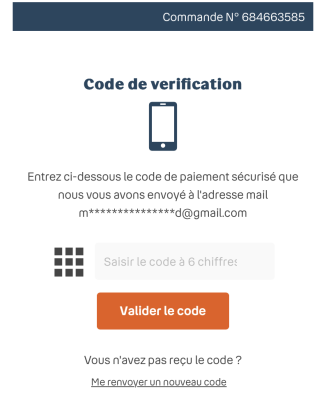 Commande N° 684663585
Code de verification
Entrez ci-dessous le code de paiement sécurisé que
nous vous avons envoyé à l'adresse mail
m***************d@gmail.com
Saisir le code à 6 chiffres
Valider le code
Vous n'avez pas reçu le code ?
Me renvoyer un nouveau code